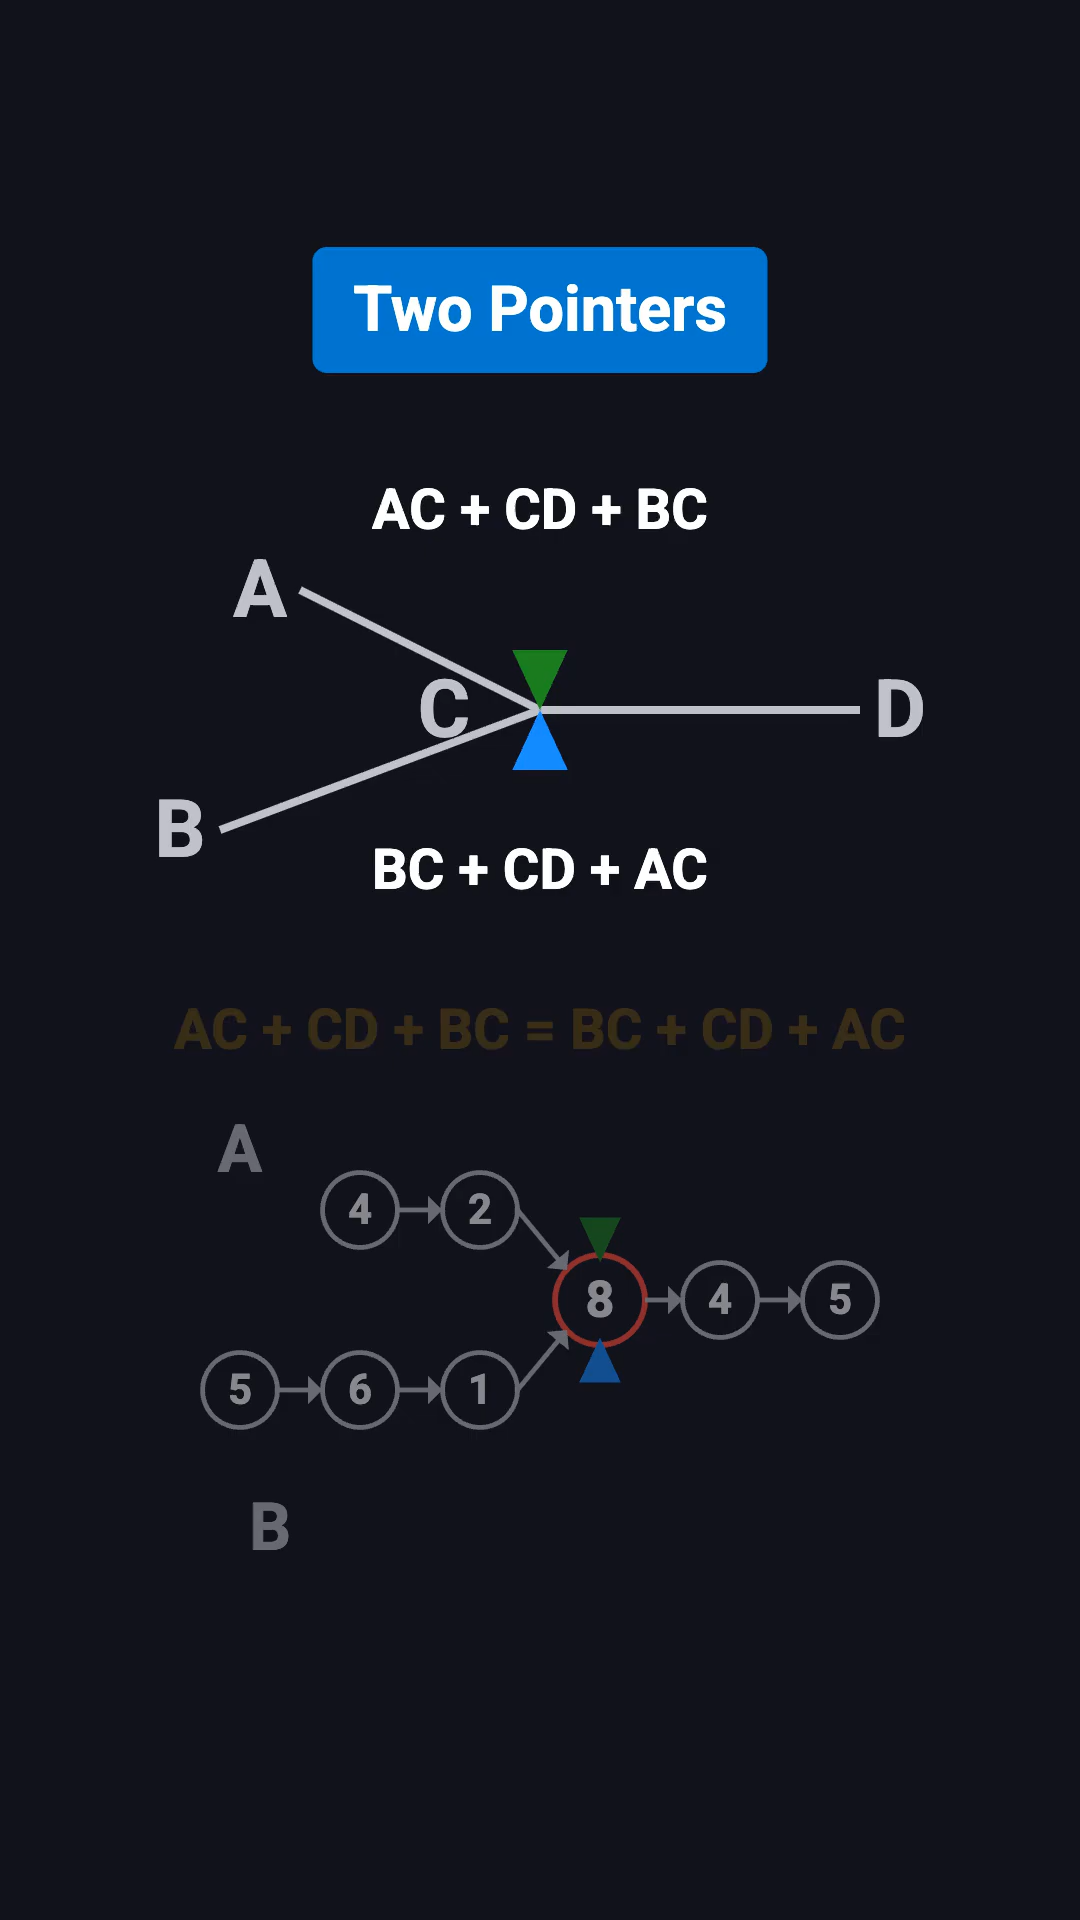 Two Pointers
AC + CD + BC
A
C
D
B
BC + CD + AC
AC + CD + BC = BC + CD + AC
A
4 2
8 4 5
5 6 1
B